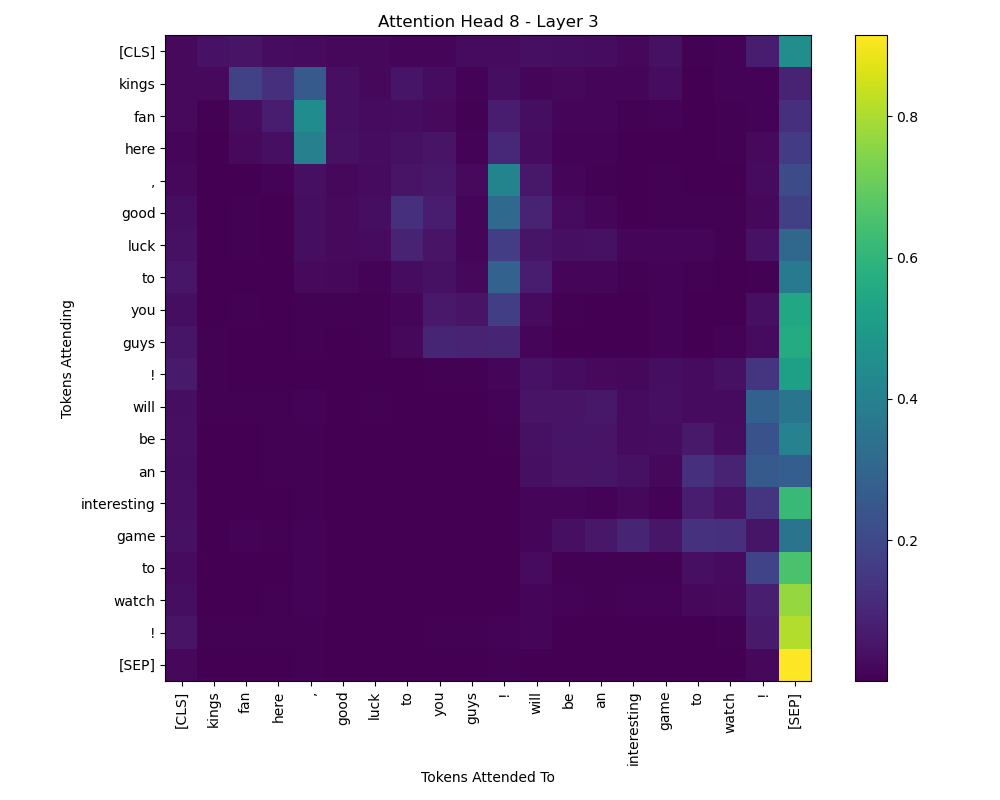 Attention Head 8 - Layer 3
Tokens Attending
[CLS]
kings
fan
here
,
good
luck
to
you
guys
!
will
be
an
interesting
game
to
watch
!
[SEP]
[CLS] kings fan here , good luck to you guys ! will be an interesting game to watch ! [SEP]
Tokens Attended To
0.8
0.6
0.4
0.2